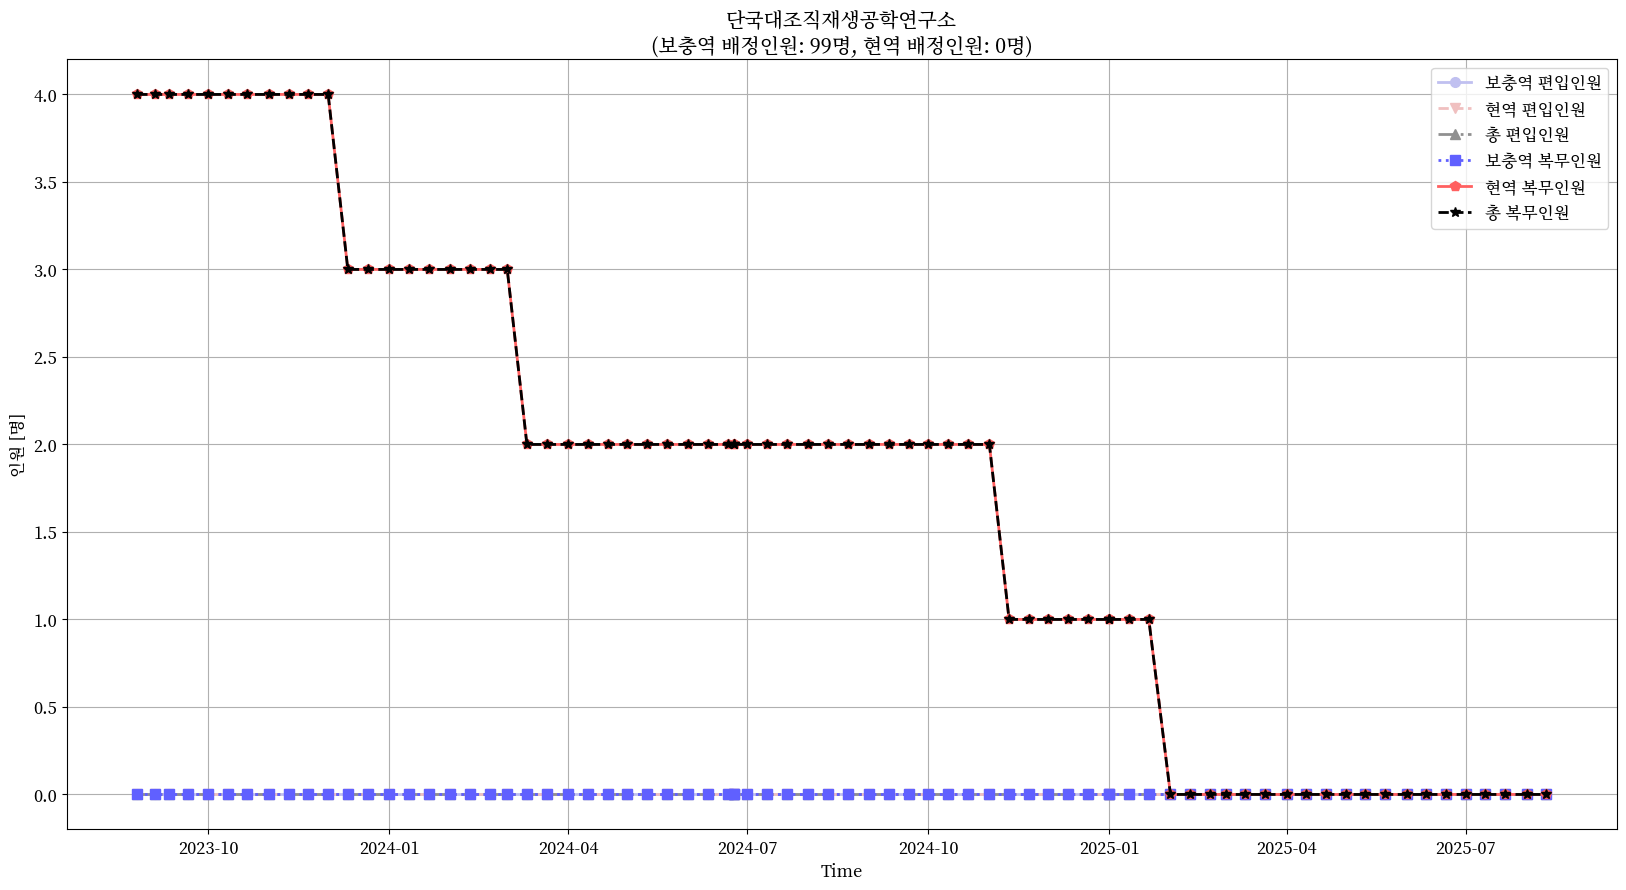 단국대조직재생공학연구소
(보충역 배정인원: 99명, 현역 배정인원: 0명)
보충역 편입인원
현역 편입인원
총 편입인원
보충역 복무인원
현역 복무인원
총 복무인원
인원 [명]
4.0
3.5
3.0
2.5
2.0
1.5
1.0
0.5
0.0
2023-10
2024-01
2024-04
2024-07
2024-10
2025-01
2025-04
2025-07
Time